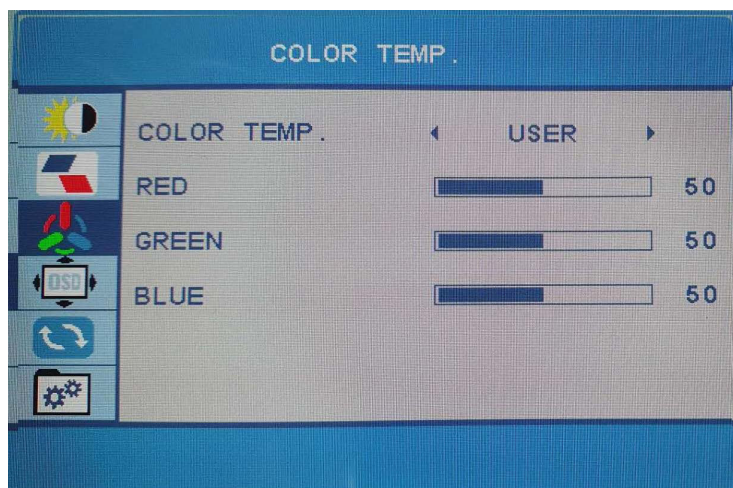 COLOR TEMP.
COLOR TEMP. USER
RED 50
GREEN 50
OSD
BLUE 50